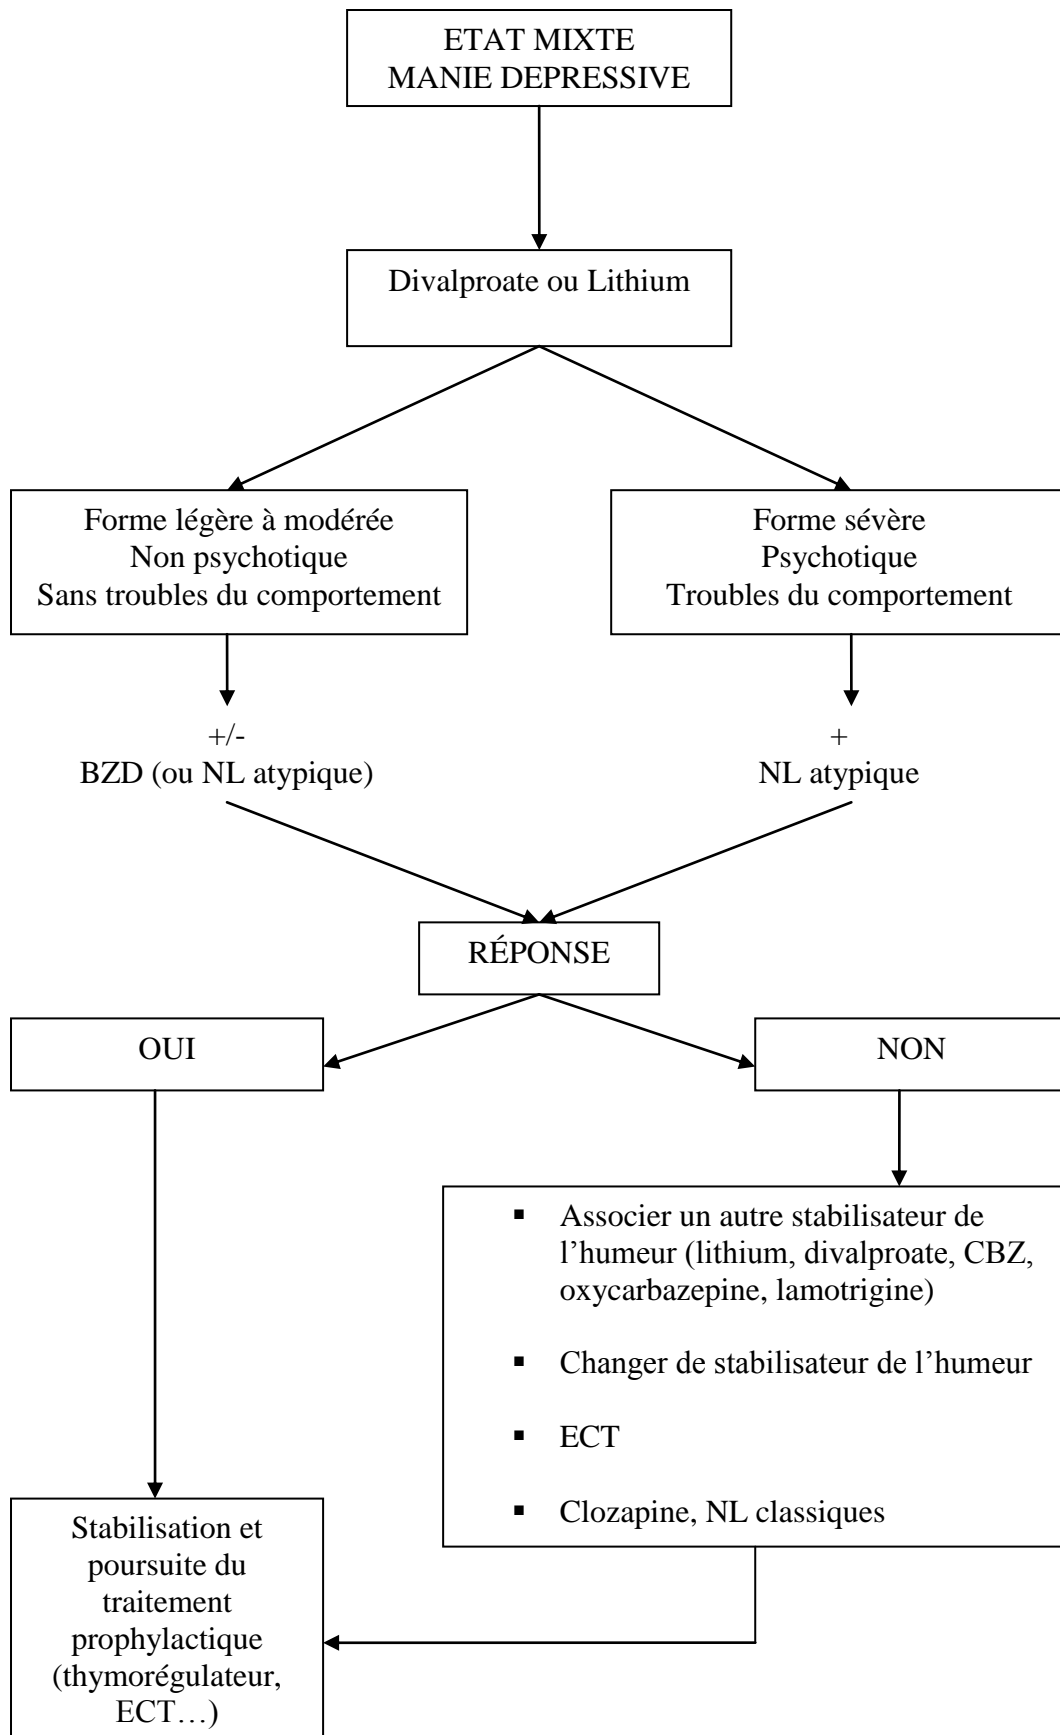 ETAT MIXTE
MANIE DEPRESSIVE
Divalproate ou Lithium
Forme légère à modérée
Non psychotique
Sans troubles du comportement
Forme sévère
Psychotique
Troubles du comportement
+/-
BZD (ou NL atypique)
+
NL atypique
RÉPONSE
OUI
NON
▪ Associer un autre stabilisateur de
l’humeur (lithium, divalproate, CBZ,
oxycarbazepine, lamotrigine)
▪ Changer de stabilisateur de l’humeur
▪ ECT
▪ Clozapine, NL classiques
Stabilisation et
poursuite du
traitement
prophylactique
(thymorégulateur,
ECT…)